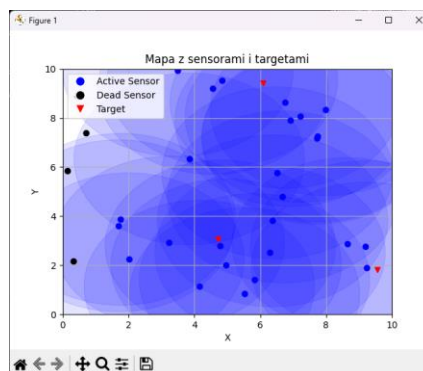 Figure 1
Mapa z sensorami i targetami
Active Sensor
Dead Sensor
Target
10
8
6
4
2
0
Y
0 2 4 6 8 10
X